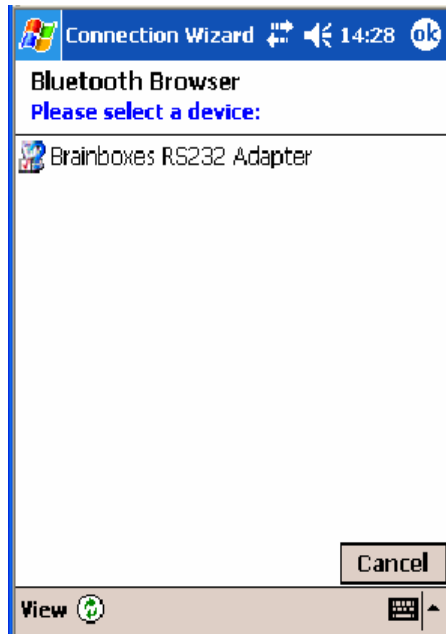 Connection Wizard 14:28 ok
Bluetooth Browser
Please select a device:
Brainboxes RS232 Adapter
Cancel
View